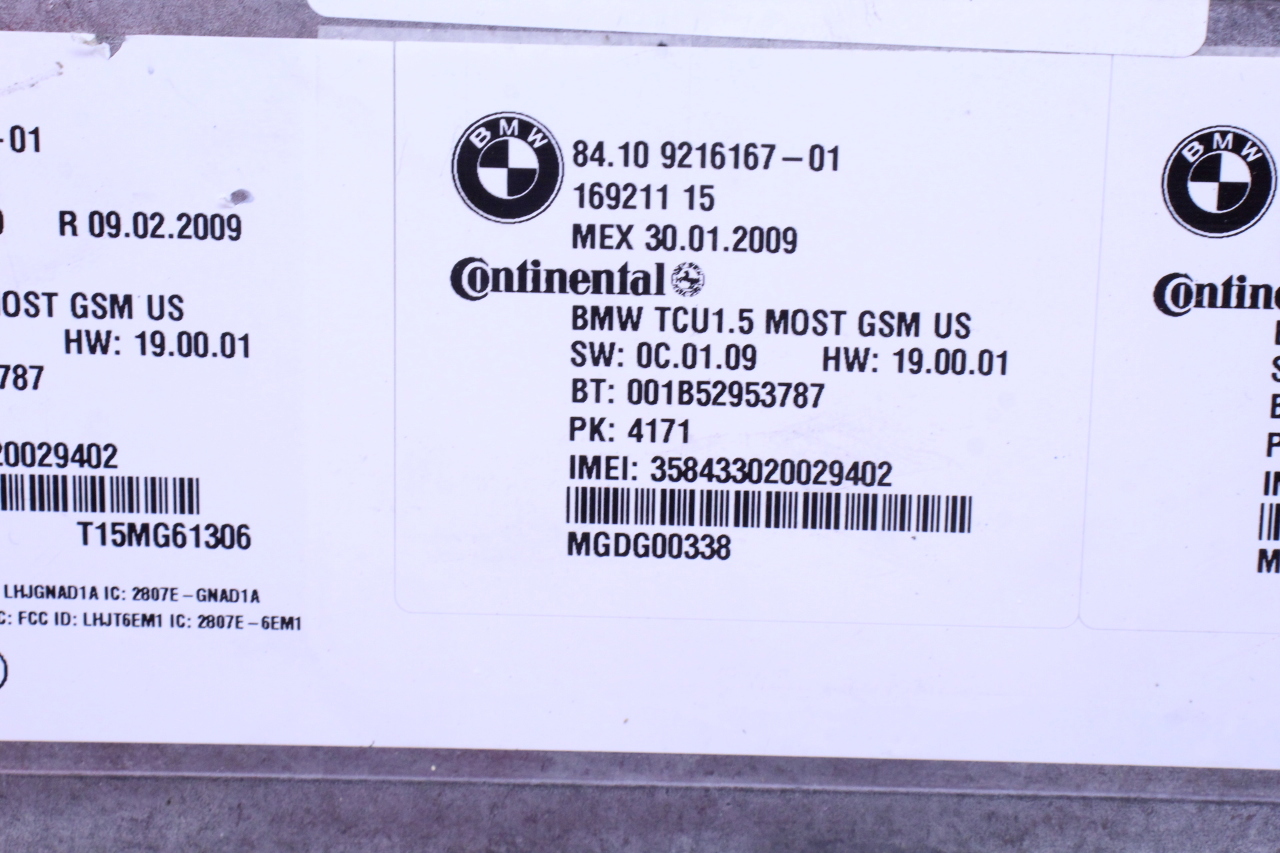 -01
R 09.02.2009
OST GSM US
HW: 19.00.01
787
20029402
T15MG61306
LHJGNAD1A IC: 2807E-GNAD1A
C: FCC ID: LHJT6EM1 IC: 2807E-6EM1
BMW
84.10 9216167-01
169211 15
MEX 30.01.2009
Continental
BMW TCU1.5 MOST GSM US
SW: 0C.01.09 HW: 19.00.01
BT: 001B52953787
PK: 4171
IMEI: 358433020029402
MGDG00338
BMW
Contin